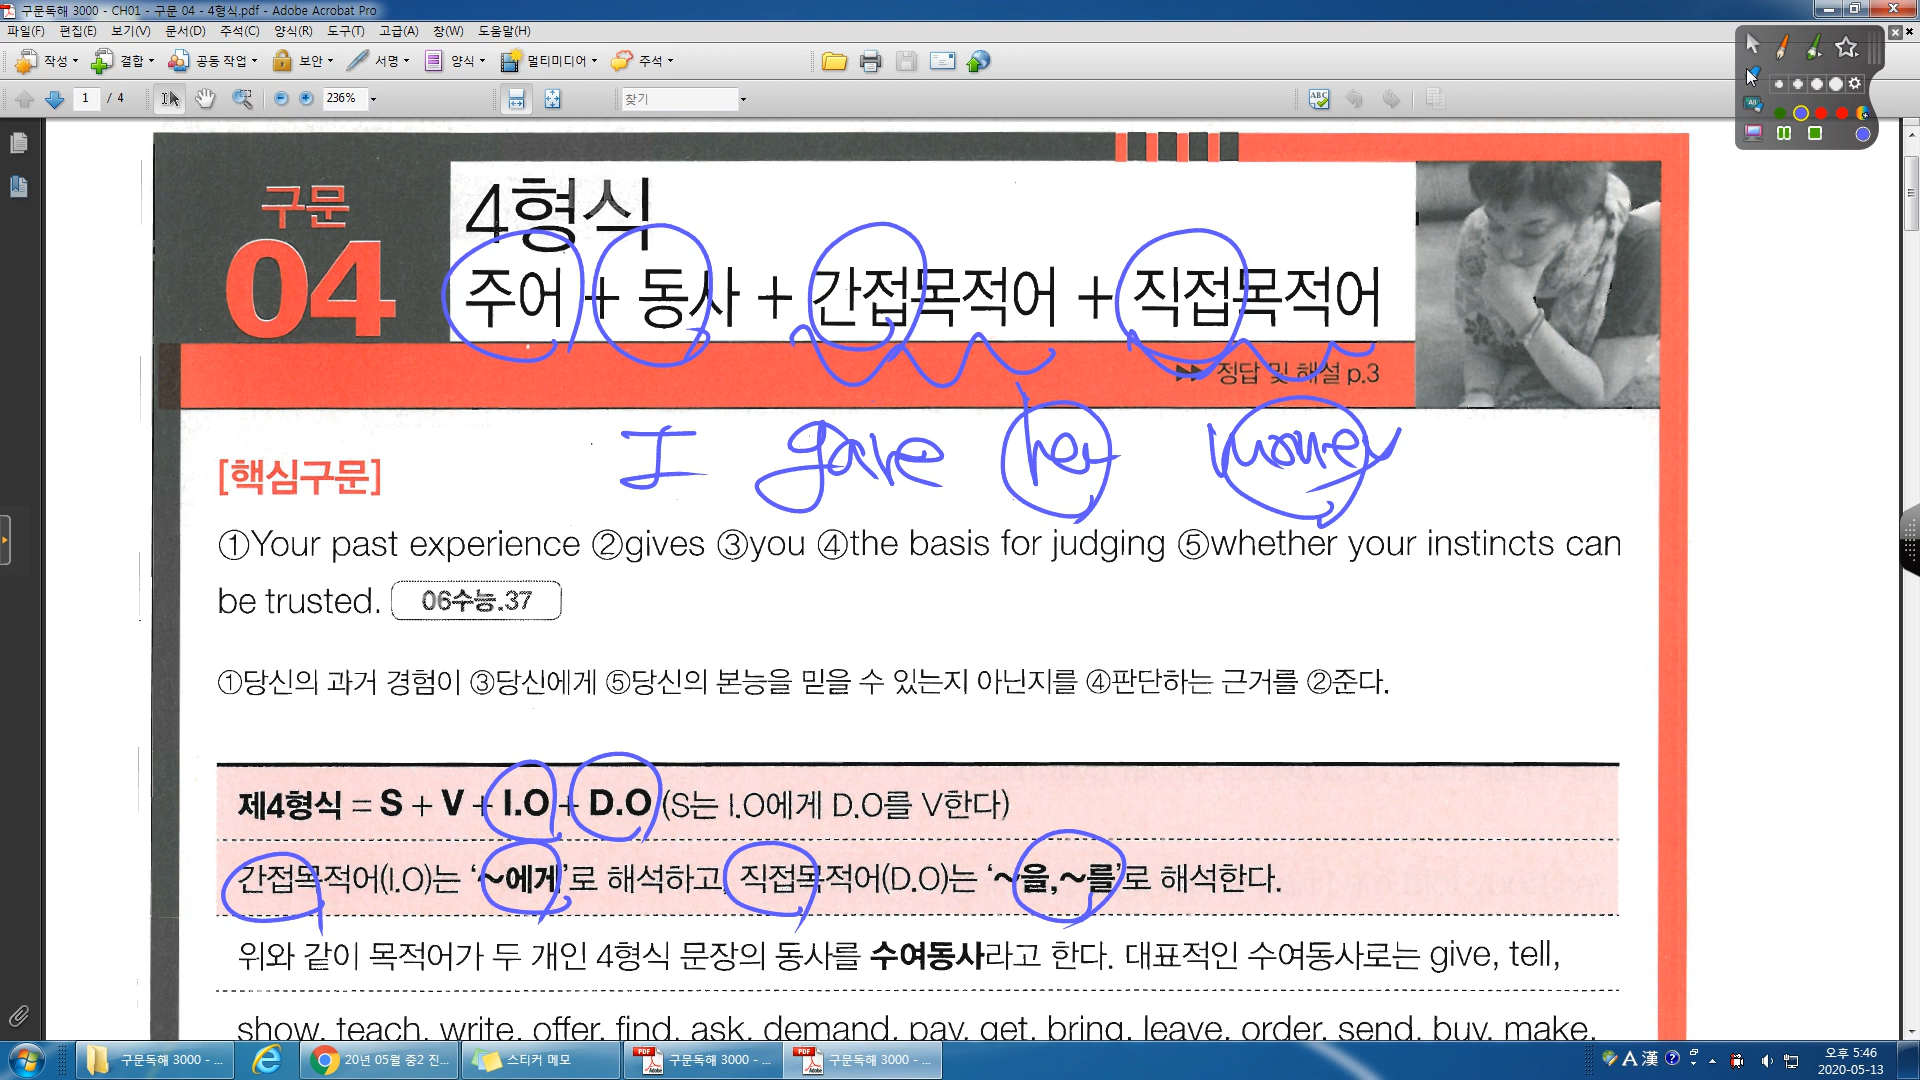 구문독해 3000 - CH01 - 구문 04 - 4형식.pdf - Adobe Acrobat Pro
파일(F) 편집(E) 보기(V) 문서(D) 주석(C) 양식(R) 도구(T) 고급(A) 창(W) 도움말(H)
작성 결합 공동 작업 보안 서명 양식 멀티미디어 주석
1 / 4 236% 찾기
구문
04
4형식
주어 + 동사 + 간접목적어 + 직접목적어
▶▶ 정답 및 해설 p.3
I gave her money
[핵심구문]
①Your past experience ②gives ③you ④the basis for judging ⑤whether your instincts can
be trusted. 06수능.37
①당신의 과거 경험이 ③당신에게 ⑤당신의 본능을 믿을 수 있는지 아닌지를 ④판단하는 근거를 ②준다.
제4형식 = S + V + I.O + D.O (S는 I.O에게 D.O를 V한다)
간접목적어(I.O)는 ‘~에게’로 해석하고, 직접목적어(D.O)는 ‘~을,~를’로 해석한다.
위와 같이 목적어가 두 개인 4형식 문장의 동사를 수여동사라고 한다. 대표적인 수여동사로는 give, tell,
show, teach, write, offer, find, ask, demand, pay, get, bring, leave, order, send, buy, make,
구문독해 3000 - ... 20년 05월 중2 진... 스티커 메모 구문독해 3000 - ... 구문독해 3000 - ... A 漢 오후 5:46
2020-05-13